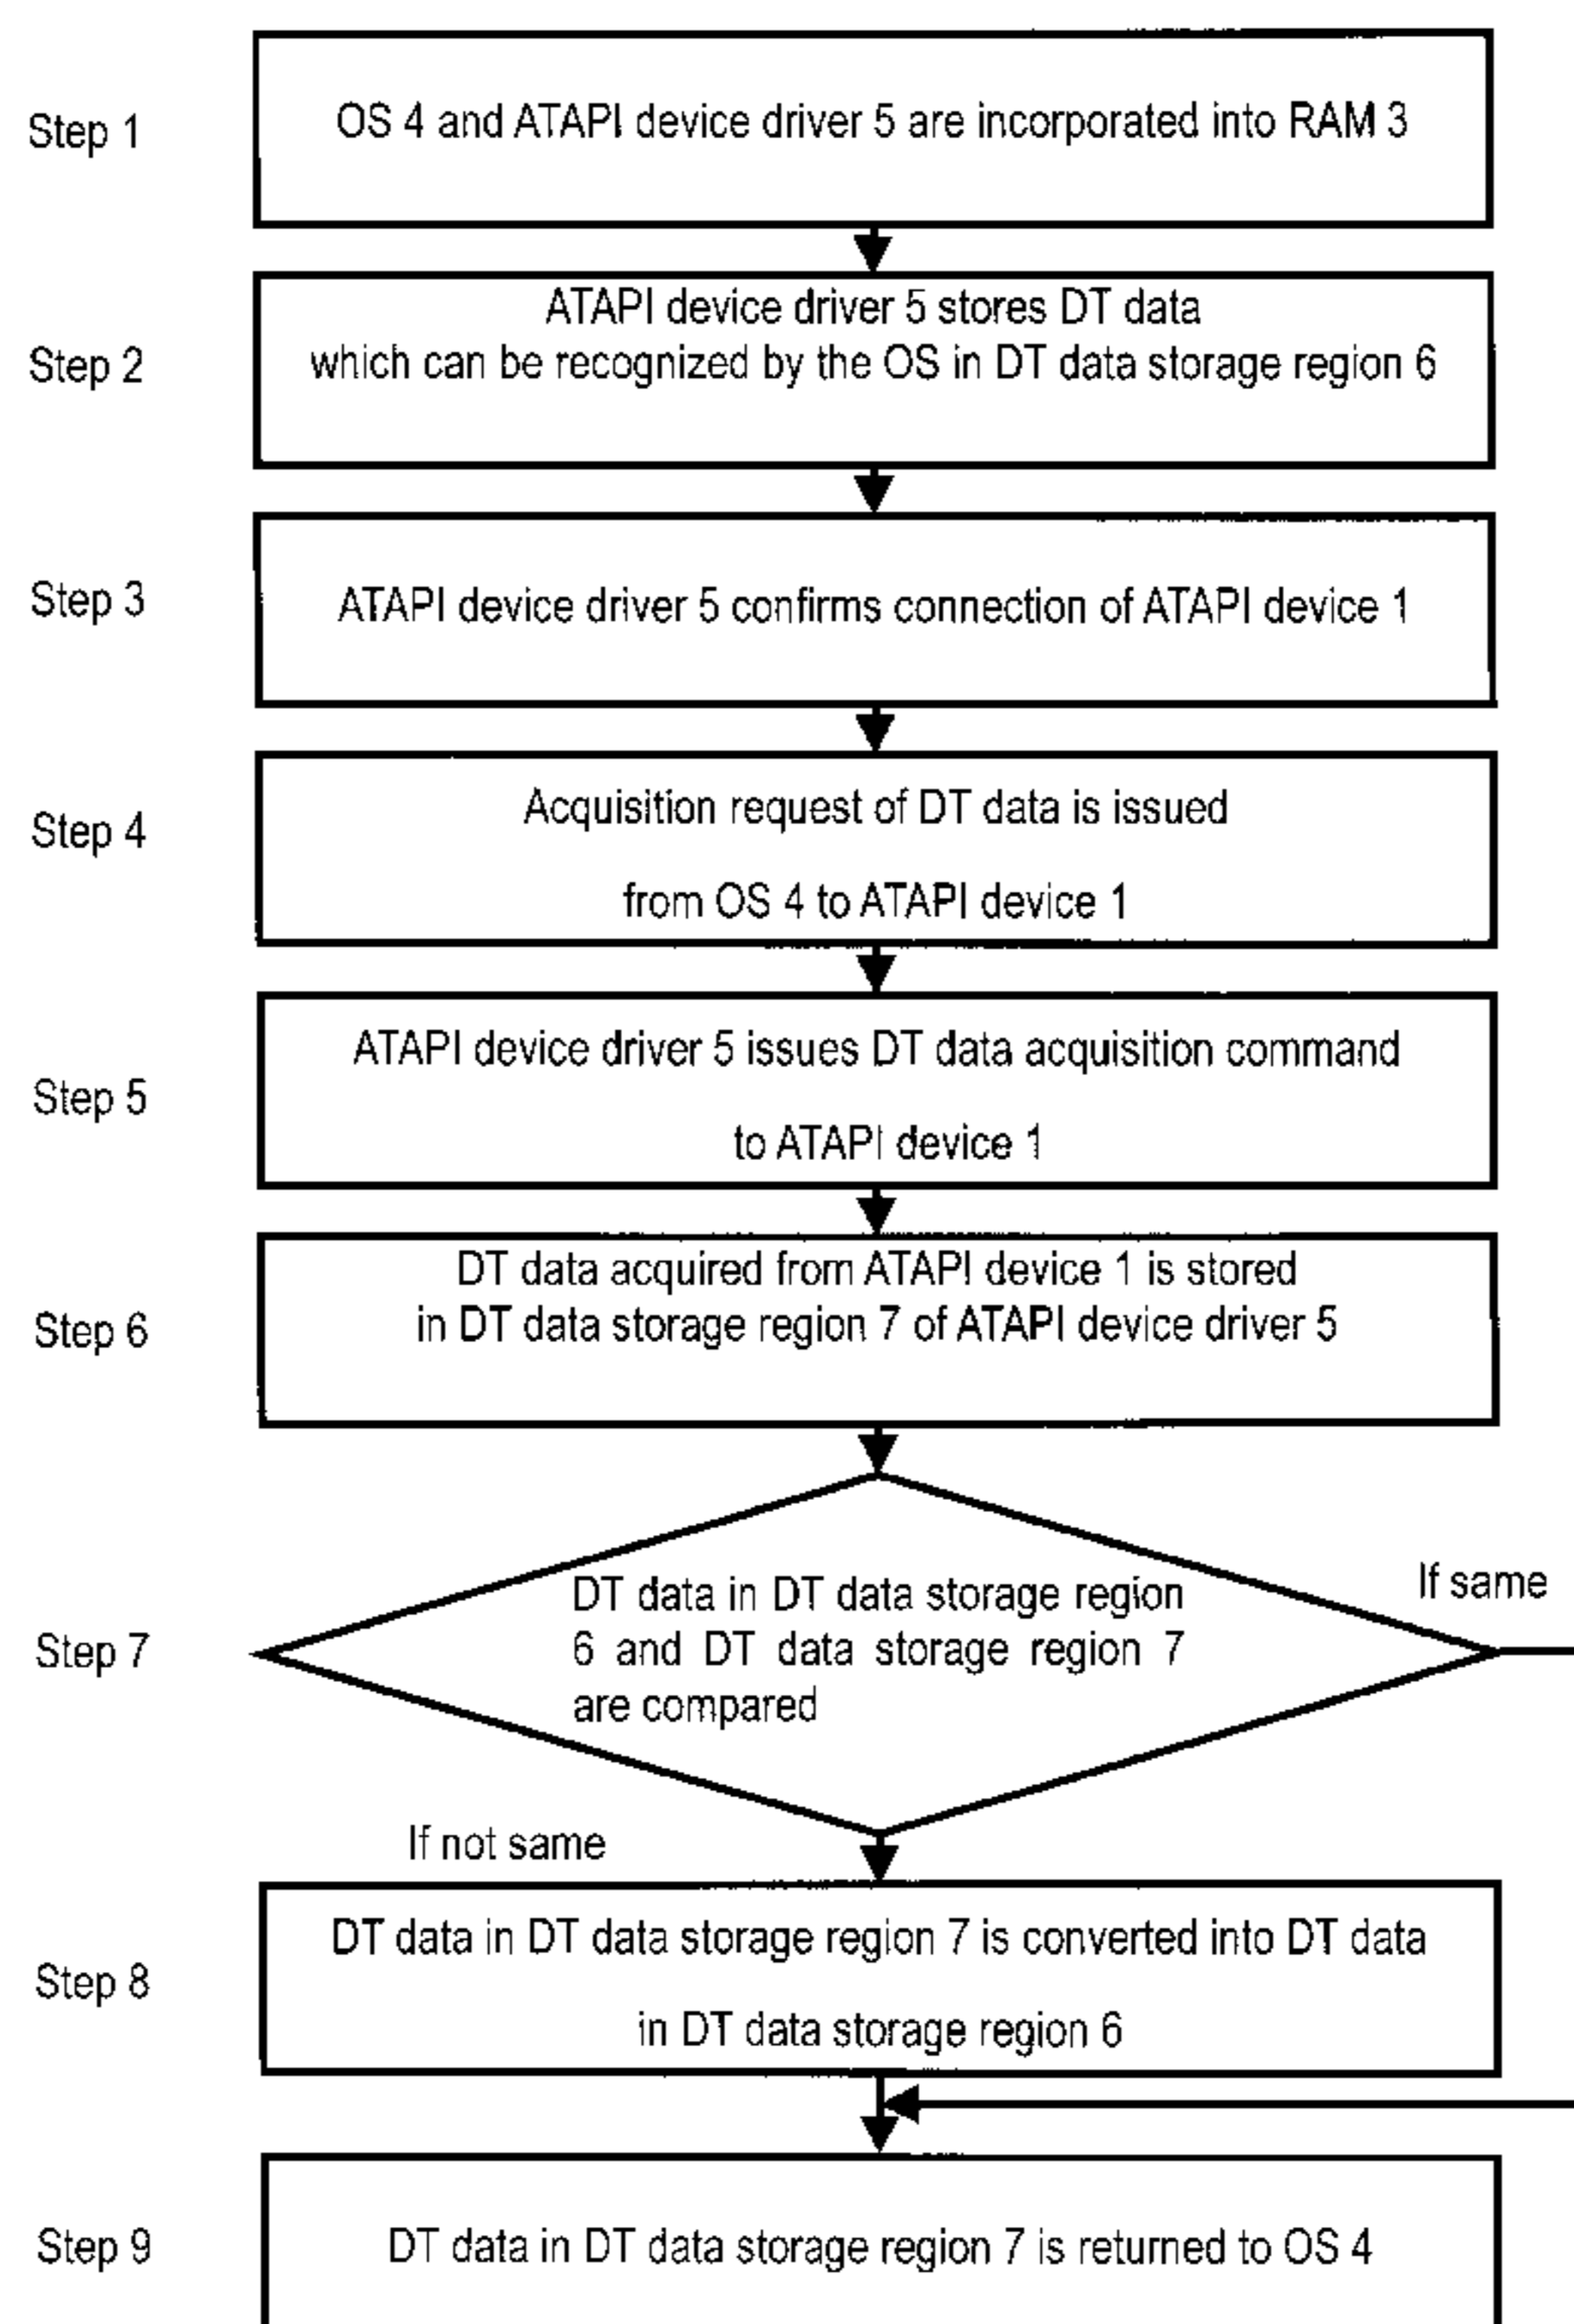 Step 1
OS 4 and ATAPI device driver 5 are incorporated into RAM 3
Step 2
ATAPI device driver 5 stores DT data
which can be recognized by the OS in DT data storage region 6
Step 3
ATAPI device driver 5 confirms connection of ATAPI device 1
Step 4
Acquisition request of DT data is issued
from OS 4 to ATAPI device 1
Step 5
ATAPI device driver 5 issues DT data acquisition command
to ATAPI device 1
Step 6
DT data acquired from ATAPI device 1 is stored
in DT data storage region 7 of ATAPI device driver 5
Step 7
DT data in DT data storage region
6 and DT data storage region 7
are compared
If same
If not same
Step 8
DT data in DT data storage region 7 is converted into DT data
in DT data storage region 6
Step 9
DT data in DT data storage region 7 is returned to OS 4